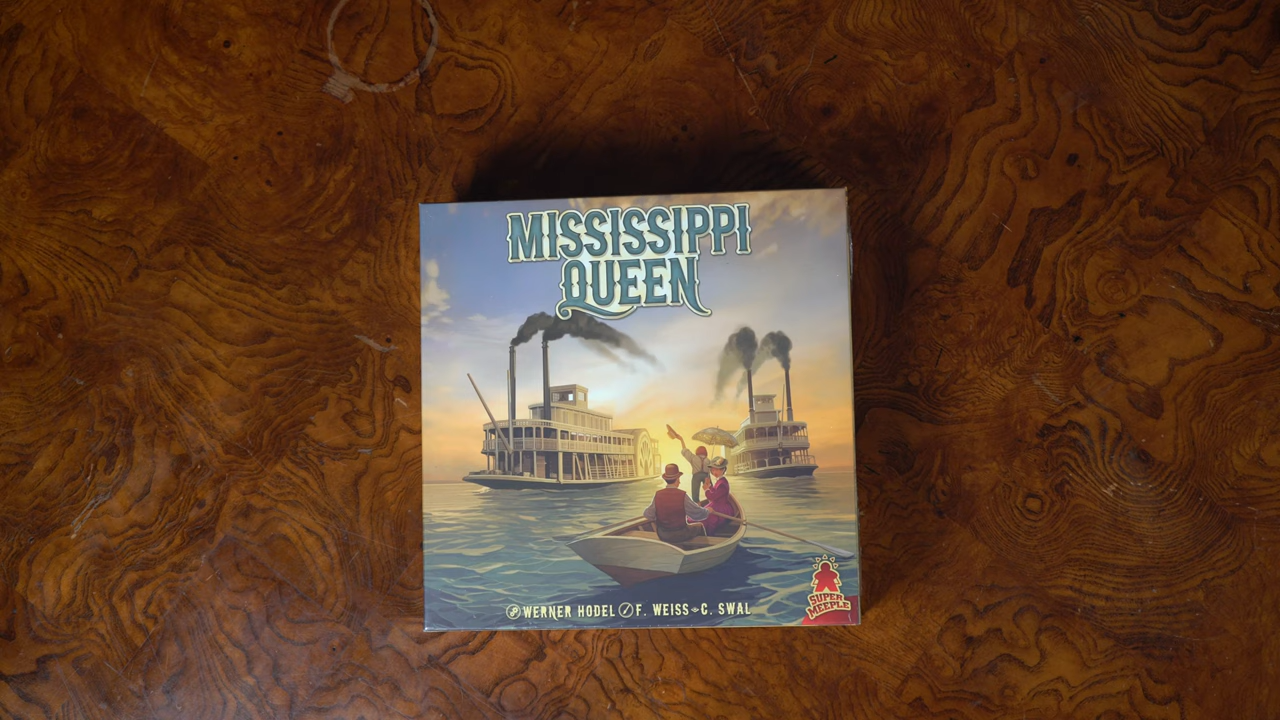 MISSISSIPPI
QUEEN
WERNER HODEL F. WEISS C. SWAL
SUPER
MEEPLE